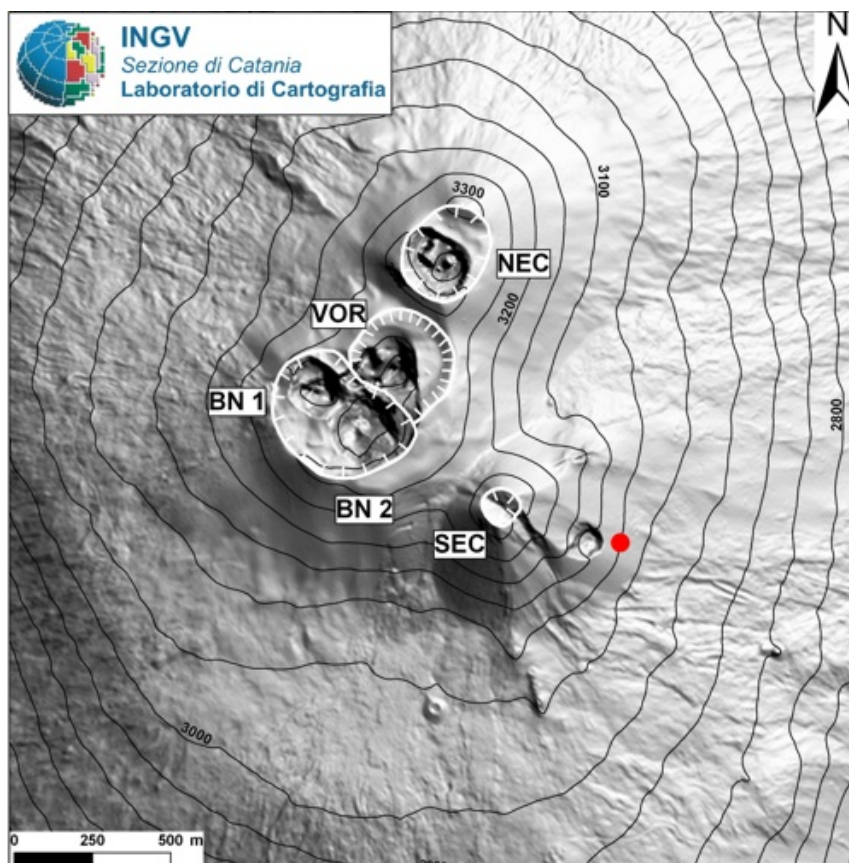 INGV
Sezione di Catania
Laboratorio di Cartografia
N
3100
3300
NEC
VOR
3200
BN 1
2800
BN 2
SEC
3000
0 250 500 m